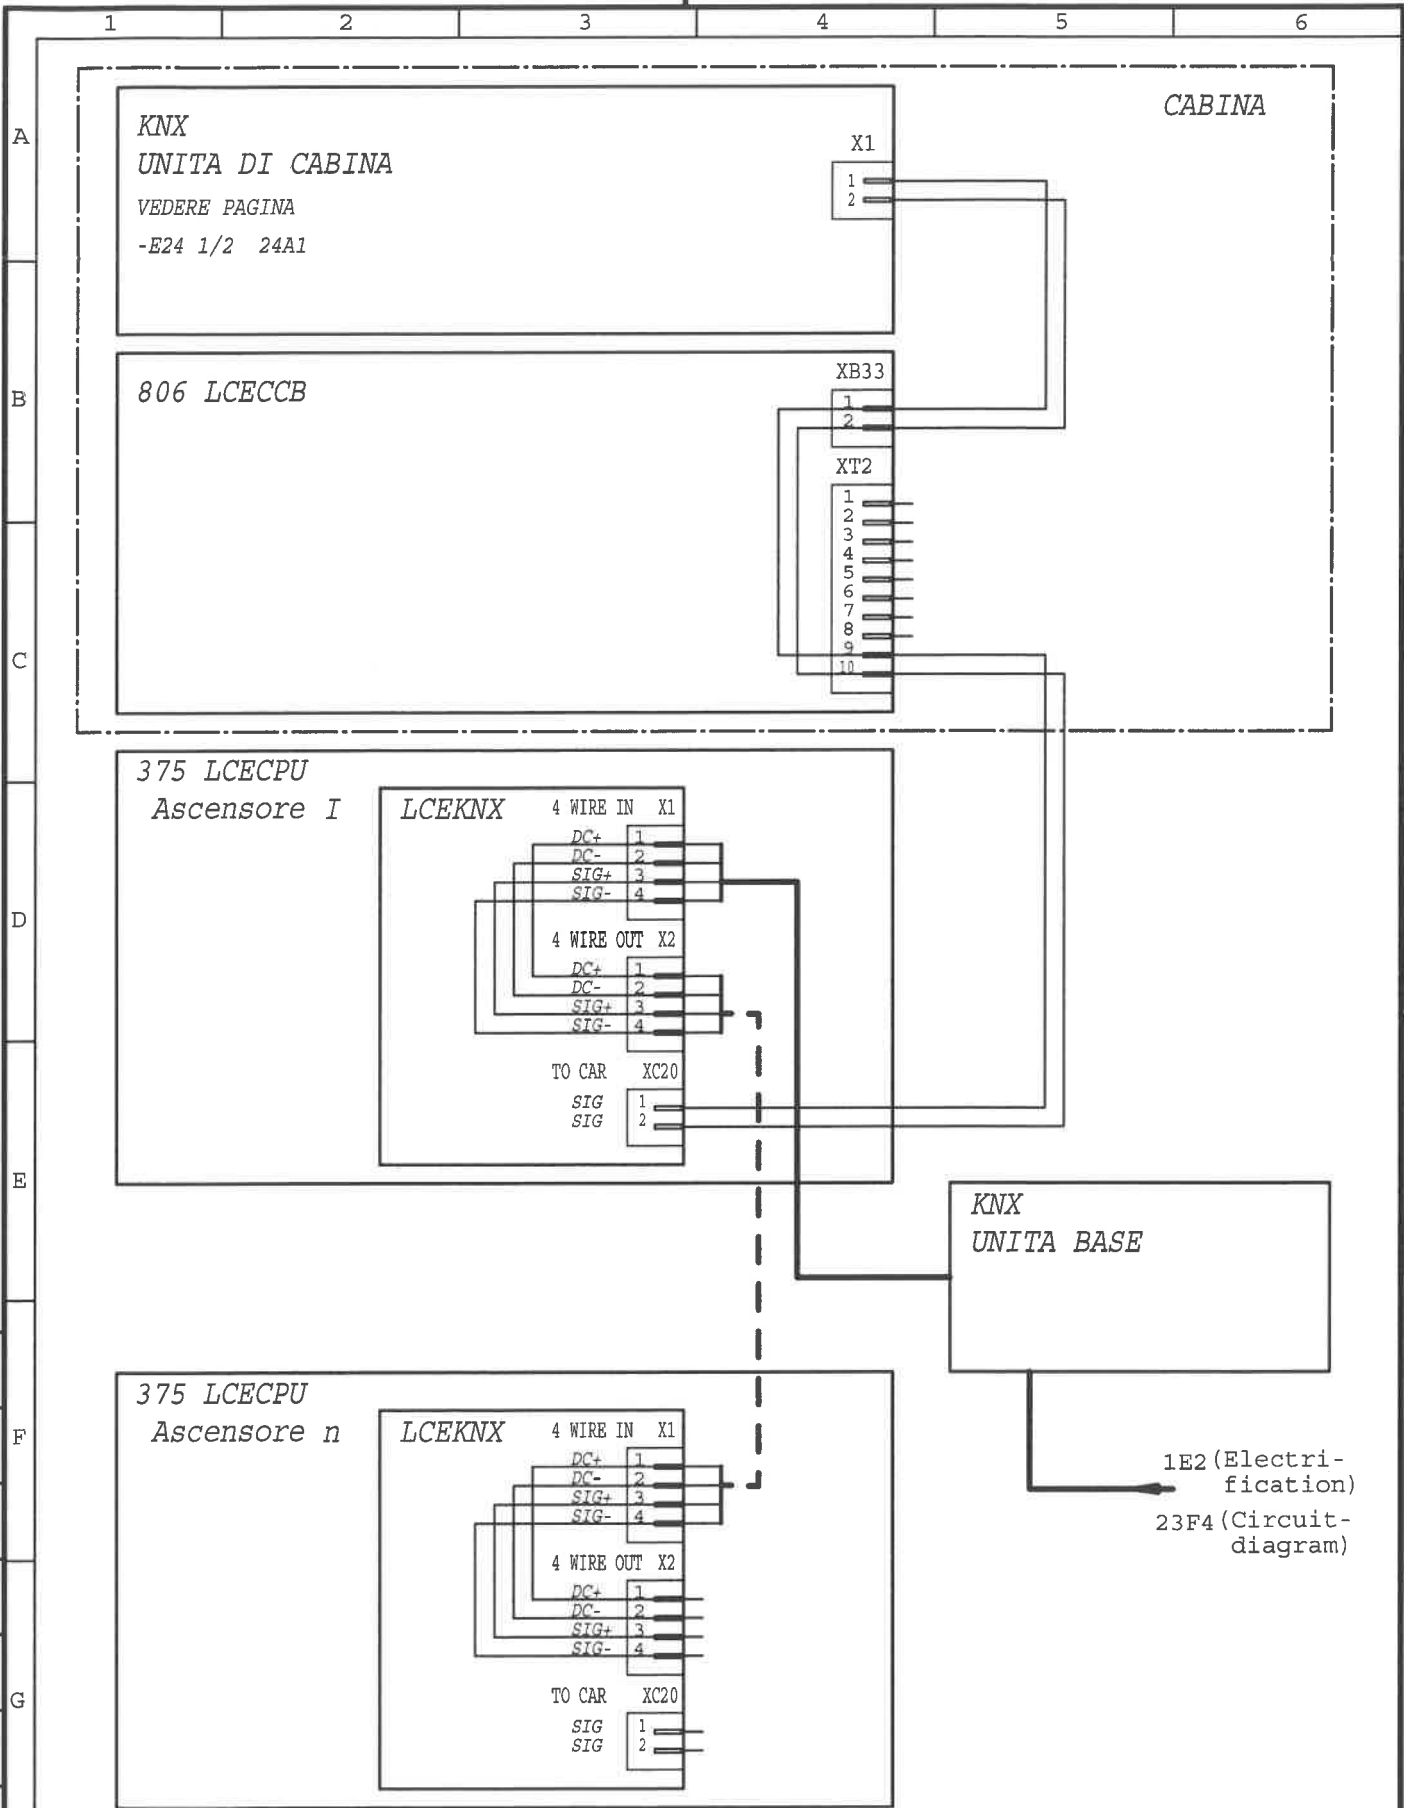 1 2 3 4 5 6
A
B
C
D
E
F
G
CABINA
KNX
UNITA DI CABINA
VEDERE PAGINA
-E24 1/2 24A1
X1
1
2
806 LCECCB
XB33
1
2
XT2
1
2
3
4
5
6
7
8
9
10
375 LCECPU
Ascensore I
LCEKNX
4 WIRE IN X1
DC+ 1
DC- 2
SIG+ 3
SIG- 4
4 WIRE OUT X2
DC+ 1
DC- 2
SIG+ 3
SIG- 4
TO CAR XC20
SIG 1
SIG 2
KNX
UNITA BASE
375 LCECPU
Ascensore n
LCEKNX
4 WIRE IN X1
DC+ 1
DC- 2
SIG+ 3
SIG- 4
4 WIRE OUT X2
DC+ 1
DC- 2
SIG+ 3
SIG- 4
TO CAR XC20
SIG 1
SIG 2
1E2(Electri-
fication)
23F4(Circuit-
diagram)